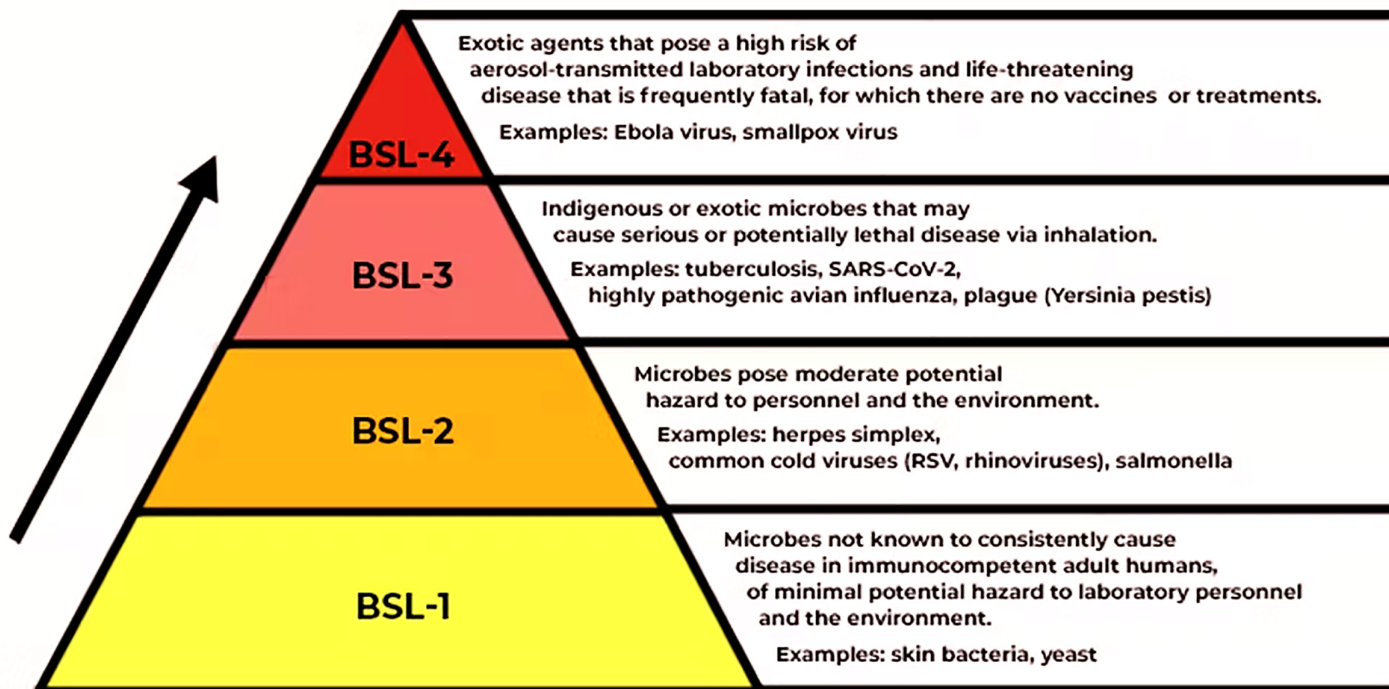 Exotic agents that pose a high risk of
aerosol-transmitted laboratory infections and life-threatening
disease that is frequently fatal, for which there are no vaccines or treatments.
Examples: Ebola virus, smallpox virus
BSL-4
Indigenous or exotic microbes that may
cause serious or potentially lethal disease via inhalation.
BSL-3
Examples: tuberculosis, SARS-CoV-2,
highly pathogenic avian influenza, plague (Yersinia pestis)
Microbes pose moderate potential
hazard to personnel and the environment.
BSL-2
Examples: herpes simplex,
common cold viruses (RSV, rhinoviruses), salmonella
Microbes not known to consistently cause
disease in immunocompetent adult humans,
of minimal potential hazard to laboratory personnel
and the environment.
BSL-1
Examples: skin bacteria, yeast